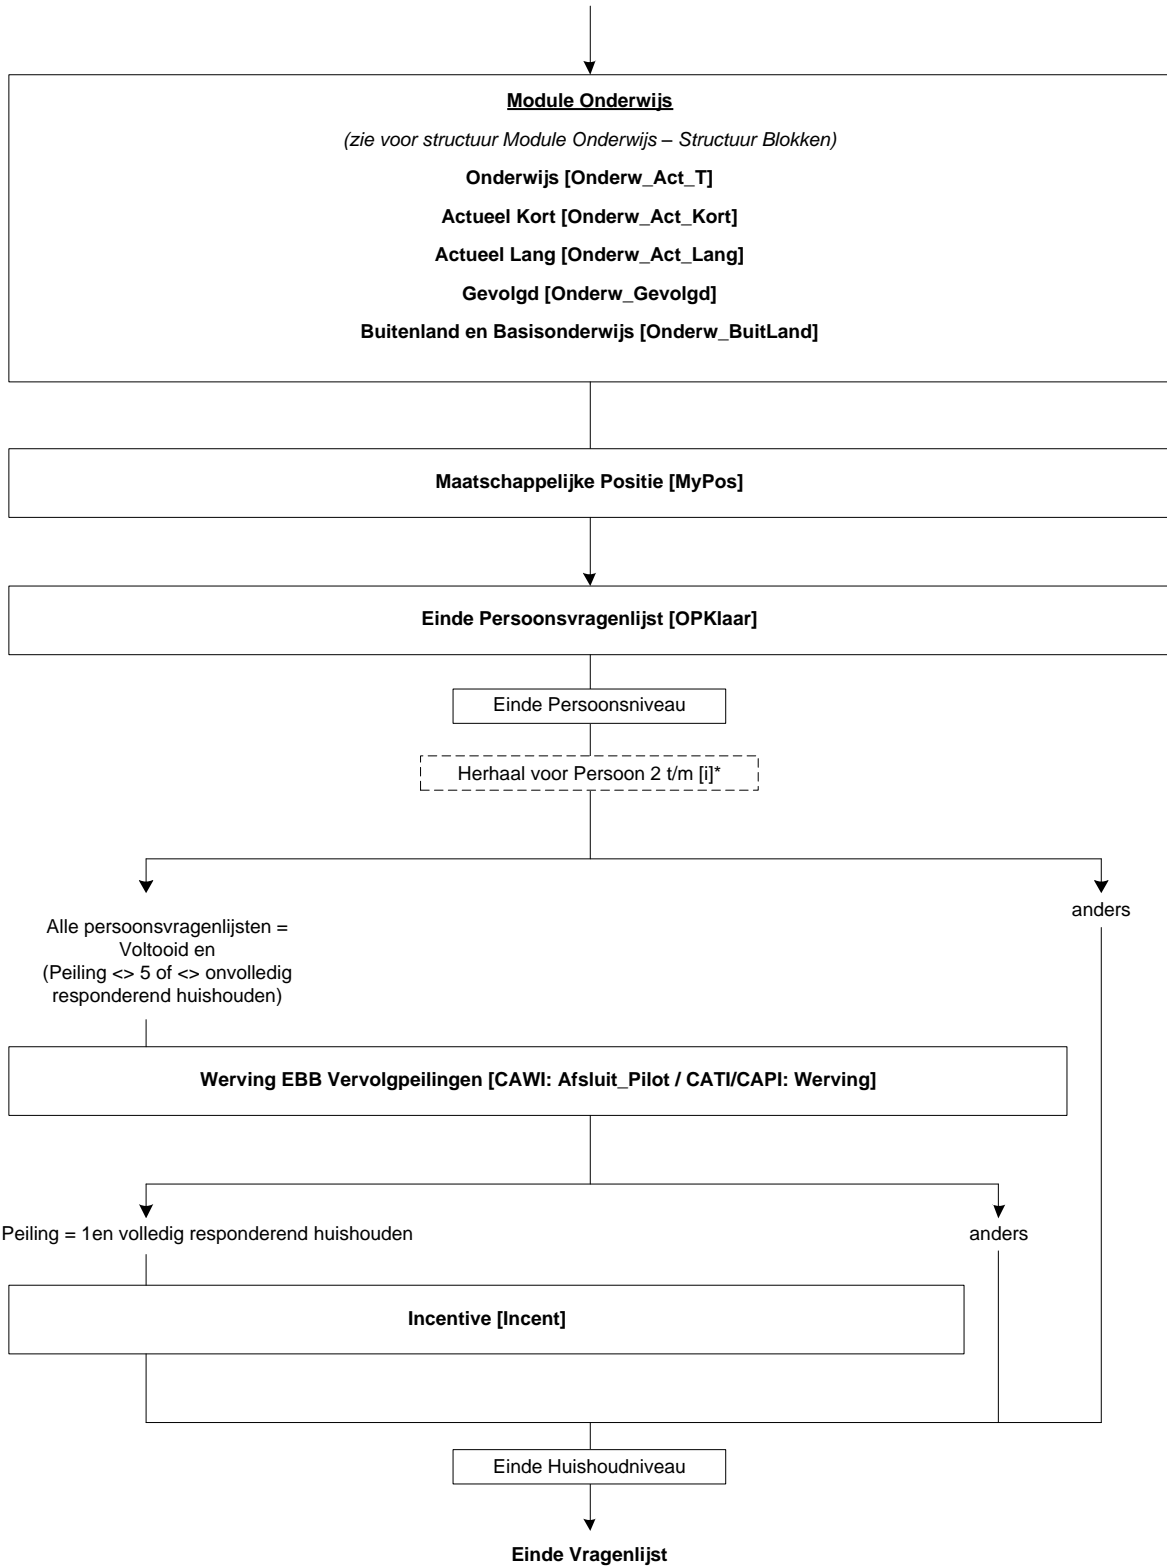 Module Onderwijs
(zie voor structuur Module Onderwijs – Structuur Blokken)
Onderwijs [Onderw_Act_T]
Actueel Kort [Onderw_Act_Kort]
Actueel Lang [Onderw_Act_Lang]
Gevolgd [Onderw_Gevolgd]
Buitenland en Basisonderwijs [Onderw_BuitLand]
Maatschappelijke Positie [MyPos]
Einde Persoonsvragenlijst [OPKlaar]
Einde Persoonsniveau
Herhaal voor Persoon 2 t/m [i]*
Alle persoonsvragenlijsten =
Voltooid en
(Peiling <> 5 of <> onvolledig
responderend huishouden)
anders
Werving EBB Vervolgpeilingen [CAWI: Afsluit_Pilot / CATI/CAPI: Werving]
Peiling = 1en volledig responderend huishouden
anders
Incentive [Incent]
Einde Huishoudniveau
Einde Vragenlijst